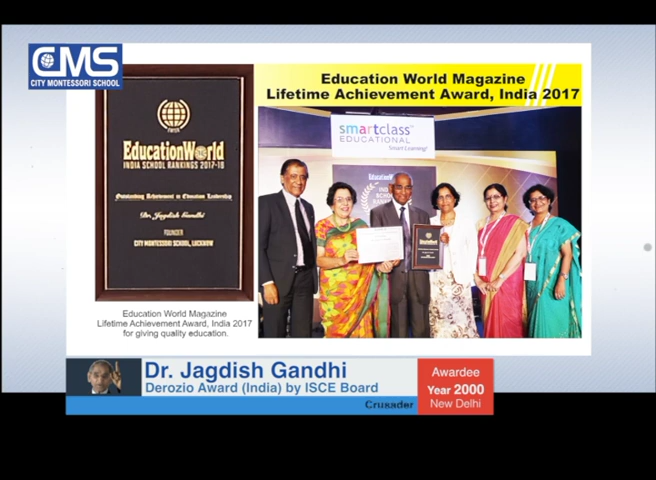 CMS
CITY MONTESSORI SCHOOL
Education World Magazine
Lifetime Achievement Award, India 2017
EducationWorld
INDIA SCHOOL RANKINGS 2017-18
Outstanding Achievement in Education Leadership
Dr. Jagdish Gandhi
FOUNDER
CITY MONTESSORI SCHOOL, LUCKNOW
smartclass
EDUCATIONAL
Smart Learning!
Education World Magazine
Lifetime Achievement Award, India 2017
for giving quality education.
Dr. Jagdish Gandhi
Derozio Award (India) by ISCE Board
Crusader
Awardee
Year 2000
New Delhi